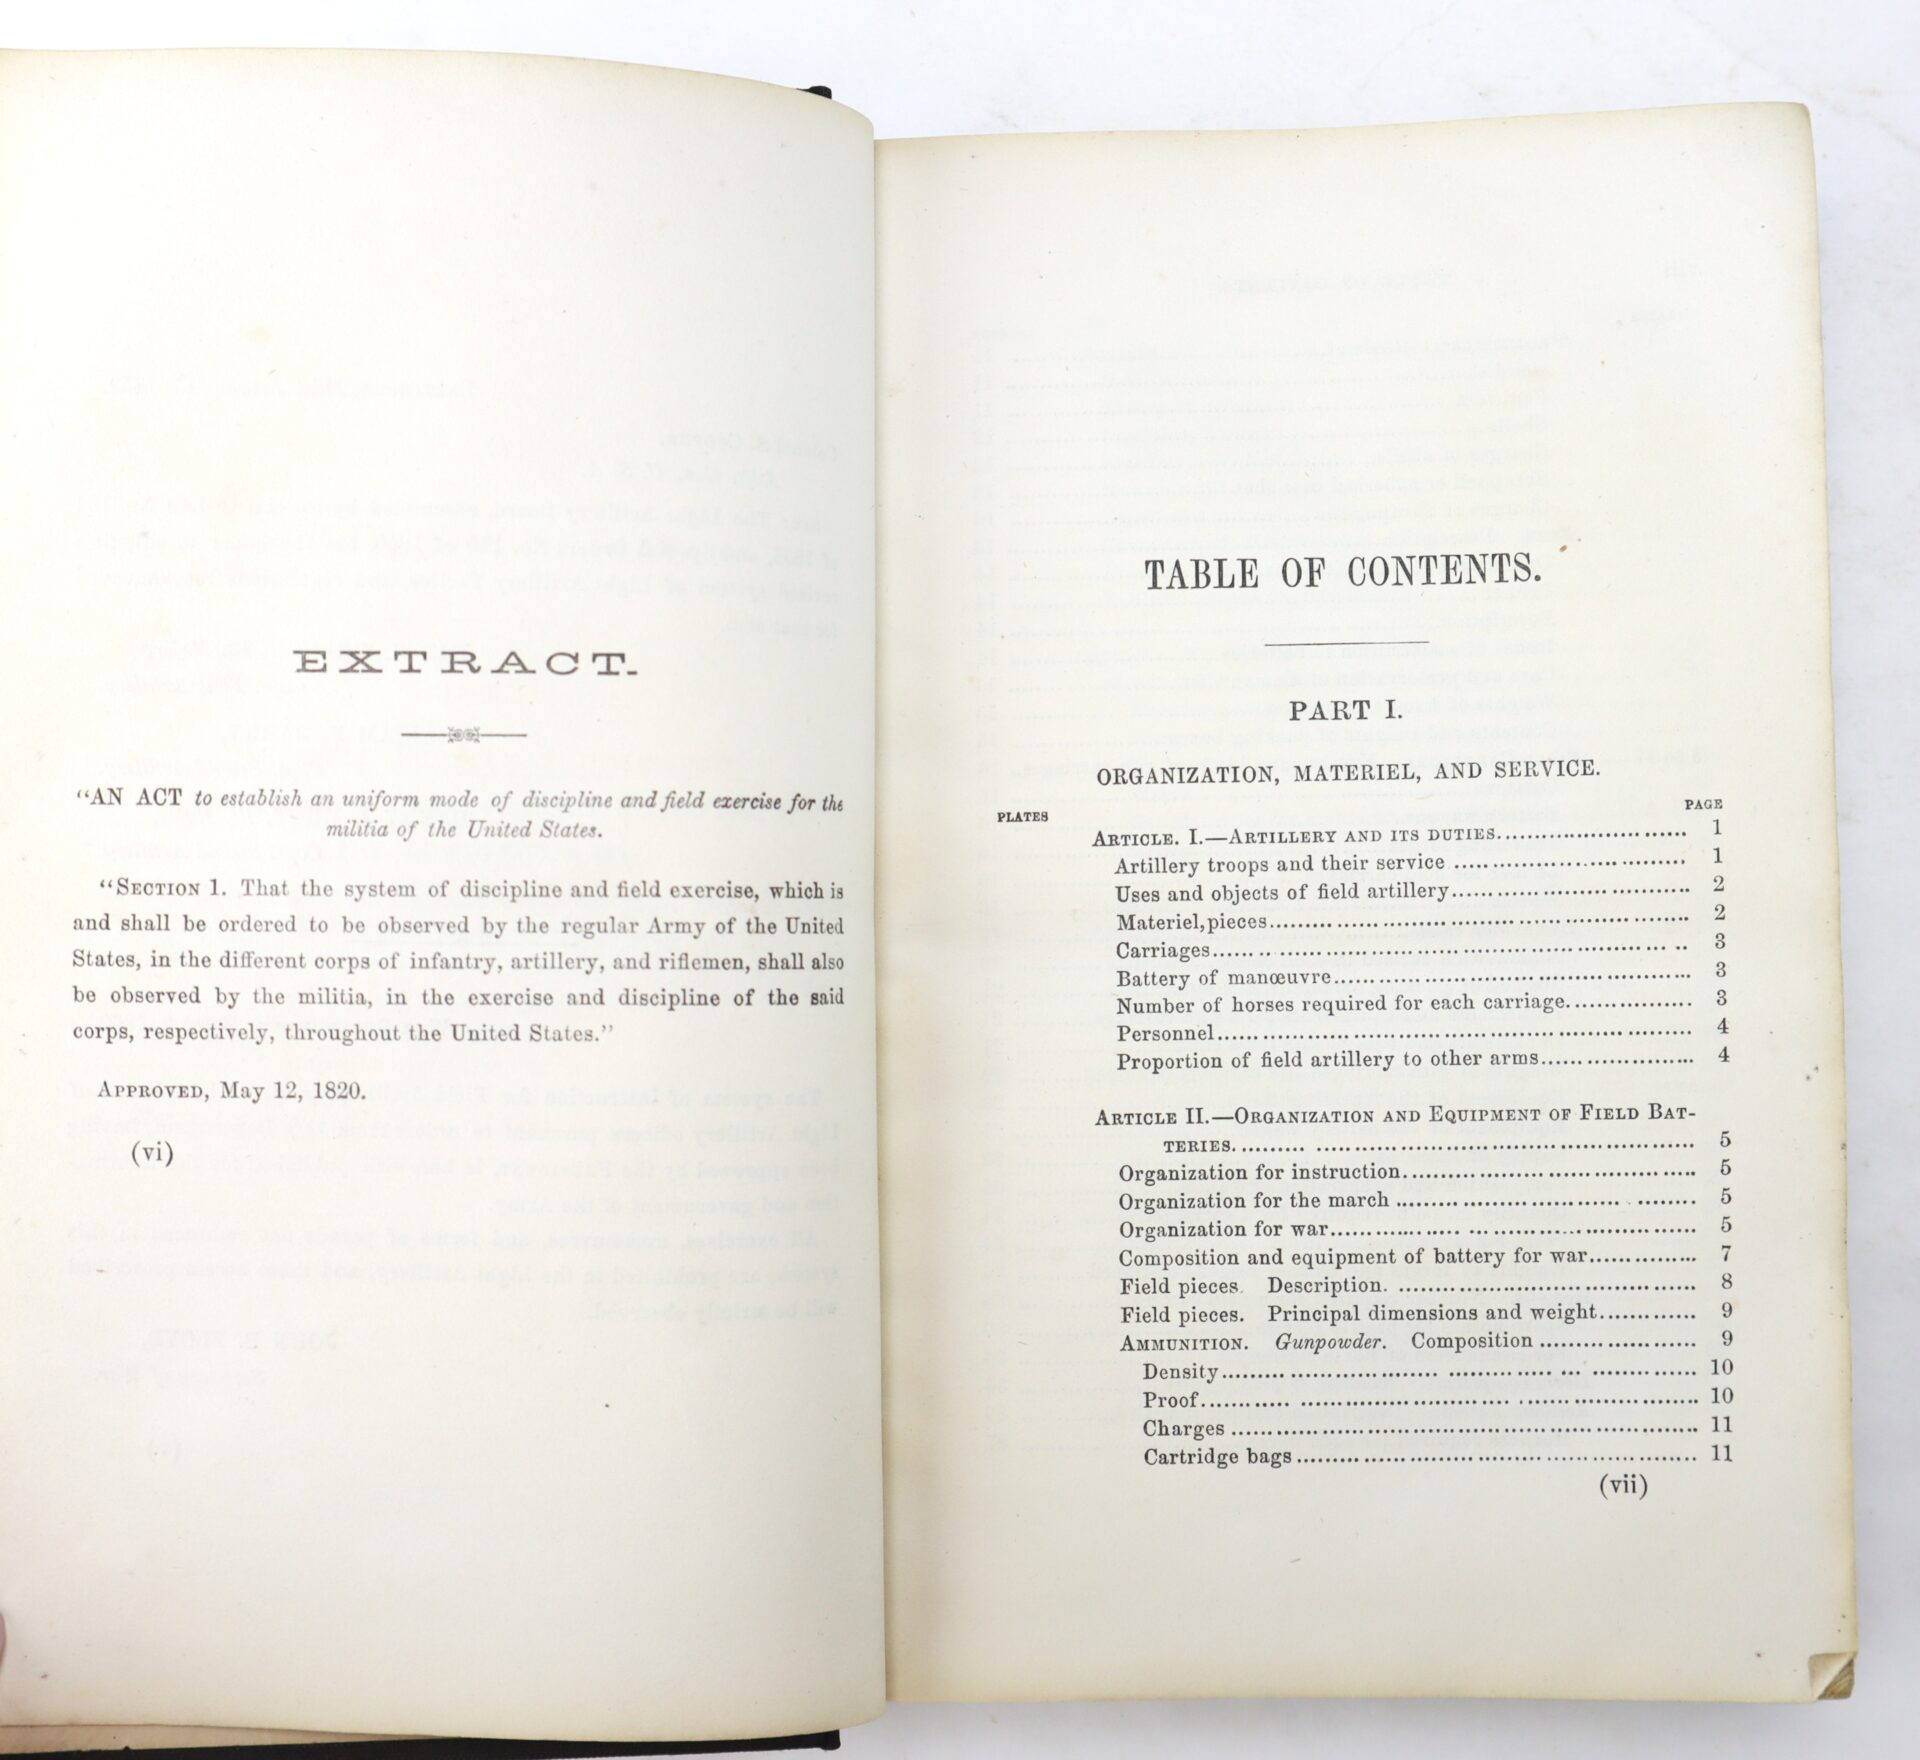 EXTRACT.
"AN ACT to establish an uniform mode of discipline and field exercise for the
militia of the United States.
"SECTION 1. That the system of discipline and field exercise, which is
and shall be ordered to be observed by the regular Army of the United
States, in the different corps of infantry, artillery, and riflemen, shall also
be observed by the militia, in the exercise and discipline of the said
corps, respectively, throughout the United States."
APPROVED, May 12, 1820.
(vi)
TABLE OF CONTENTS.
PART I.
ORGANIZATION, MATERIEL, AND SERVICE.
PLATES PAGE
ARTICLE. I.—ARTILLERY AND ITS DUTIES........................ 1
Artillery troops and their service ........................ 1
Uses and objects of field artillery........................ 2
Materiel, pieces........................ 2
Carriages........................ 3
Battery of manœuvre........................ 3
Number of horses required for each carriage........................ 3
Personnel........................ 4
Proportion of field artillery to other arms........................ 4
ARTICLE II.—ORGANIZATION AND EQUIPMENT OF FIELD BAT-
TERIES......................... 5
Organization for instruction........................ 5
Organization for the march ........................ 5
Organization for war........................ 5
Composition and equipment of battery for war........................ 7
Field pieces. Description. ........................ 8
Field pieces. Principal dimensions and weight........................ 9
AMMUNITION. Gunpowder. Composition ........................ 9
Density........................ 10
Proof........................ 10
Charges ........................ 11
Cartridge bags........................ 11
(vii)